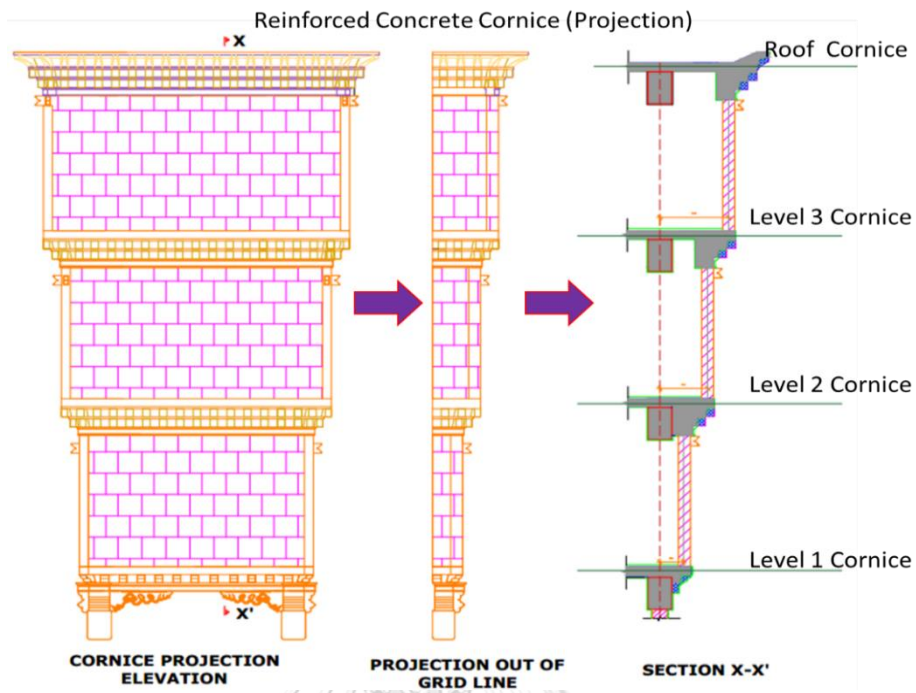 Reinforced Concrete Cornice (Projection)
X
Roof Cornice
Level 3 Cornice
Level 2 Cornice
Level 1 Cornice
X'
CORNICE PROJECTION
ELEVATION
PROJECTION OUT OF
GRID LINE
SECTION X-X'